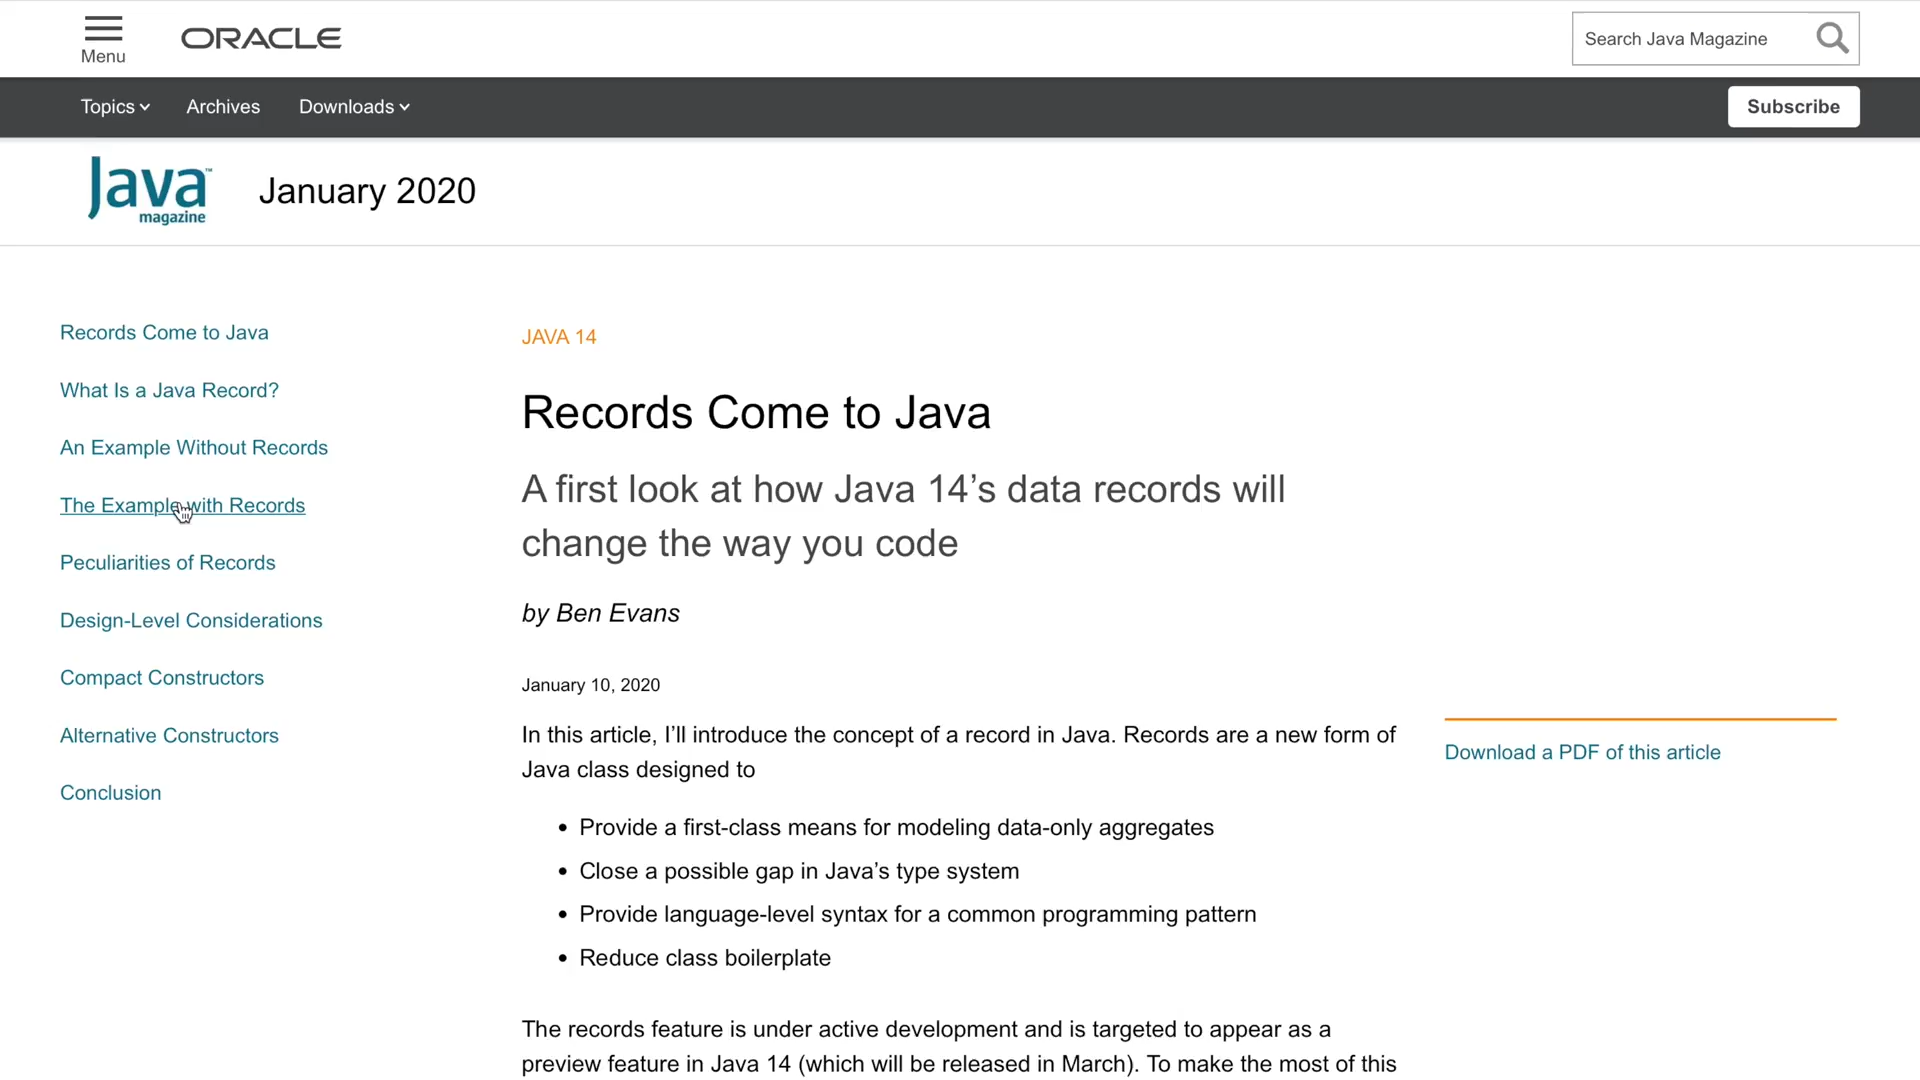 Menu
ORACLE
Search Java Magazine
Topics
Archives
Downloads
Subscribe
Java™
magazine
January 2020
Records Come to Java
What Is a Java Record?
An Example Without Records
The Example with Records
Peculiarities of Records
Design-Level Considerations
Compact Constructors
Alternative Constructors
Conclusion
JAVA 14
Records Come to Java
A first look at how Java 14’s data records will
change the way you code
by Ben Evans
January 10, 2020
In this article, I’ll introduce the concept of a record in Java. Records are a new form of
Java class designed to
• Provide a first-class means for modeling data-only aggregates
• Close a possible gap in Java’s type system
• Provide language-level syntax for a common programming pattern
• Reduce class boilerplate
The records feature is under active development and is targeted to appear as a
preview feature in Java 14 (which will be released in March). To make the most of this
Download a PDF of this article